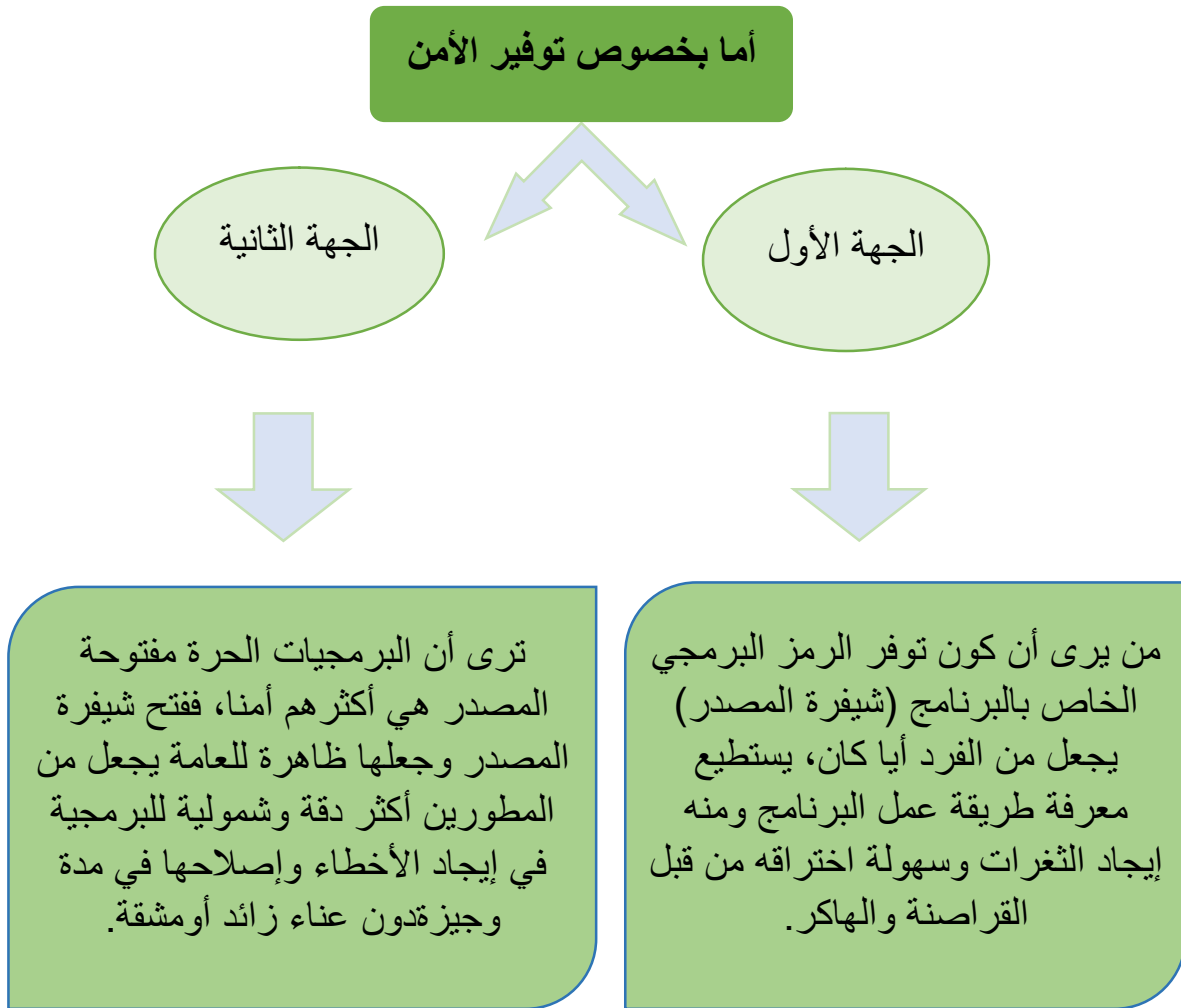 أما بخصوص توفير الأمن
الجهة الأول
الجهة الثانية
من يرى أن كون توفر الرمز البرمجي
الخاص بالبرنامج (شيفرة المصدر)
يجعل من الفرد أيا كان، يستطيع
معرفة طريقة عمل البرنامج ومنه
إيجاد الثغرات وسهولة اختراقه من قبل
القراصنة والهاكر.
ترى أن البرمجيات الحرة مفتوحة
المصدر هي أكثرهم أمنا، ففتح شيفرة
المصدر وجعلها ظاهرة للعامة يجعل من
المطورين أكثر دقة وشمولية للبرمجية
في إيجاد الأخطاء وإصلاحها في مدة
وجيزةدون عناء زائد أومشقة.